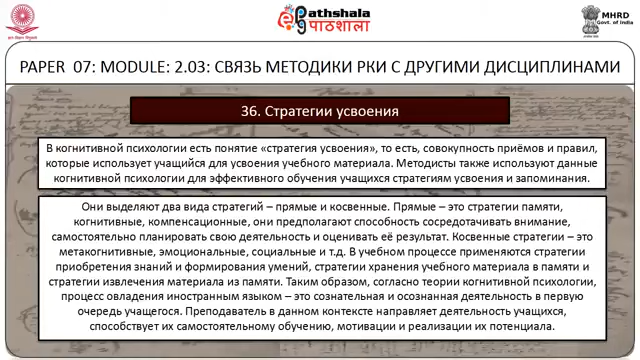 ePathshala
पाठशाला
MHRD
Govt. of India
PAPER 07: MODULE: 2.03: СВЯЗЬ МЕТОДИКИ РКИ С ДРУГИМИ ДИСЦИПЛИНАМИ
36. Стратегии усвоения
В когнитивной психологии есть понятие «стратегия усвоения», то есть, совокупность приёмов и правил,
которые использует учащийся для усвоения учебного материала. Методисты также используют данные
когнитивной психологии для эффективного обучения учащихся стратегиям усвоения и запоминания.
Они выделяют два вида стратегий – прямые и косвенные. Прямые – это стратегии памяти,
когнитивные, компенсационные, они предполагают способность сосредотачивать внимание,
самостоятельно планировать свою деятельность и оценивать её результат. Косвенные стратегии – это
метакогнитивные, эмоциональные, социальные и т.д. В учебном процессе применяются стратегии
приобретения знаний и формирования умений, стратегии хранения учебного материала в памяти и
стратегии извлечения материала из памяти. Таким образом, согласно теории когнитивной психологии,
процесс овладения иностранным языком – это сознательная и осознанная деятельность в первую
очередь учащегося. Преподаватель в данном контексте направляет деятельность учащихся,
способствует их самостоятельному обучению, мотивации и реализации их потенциала.